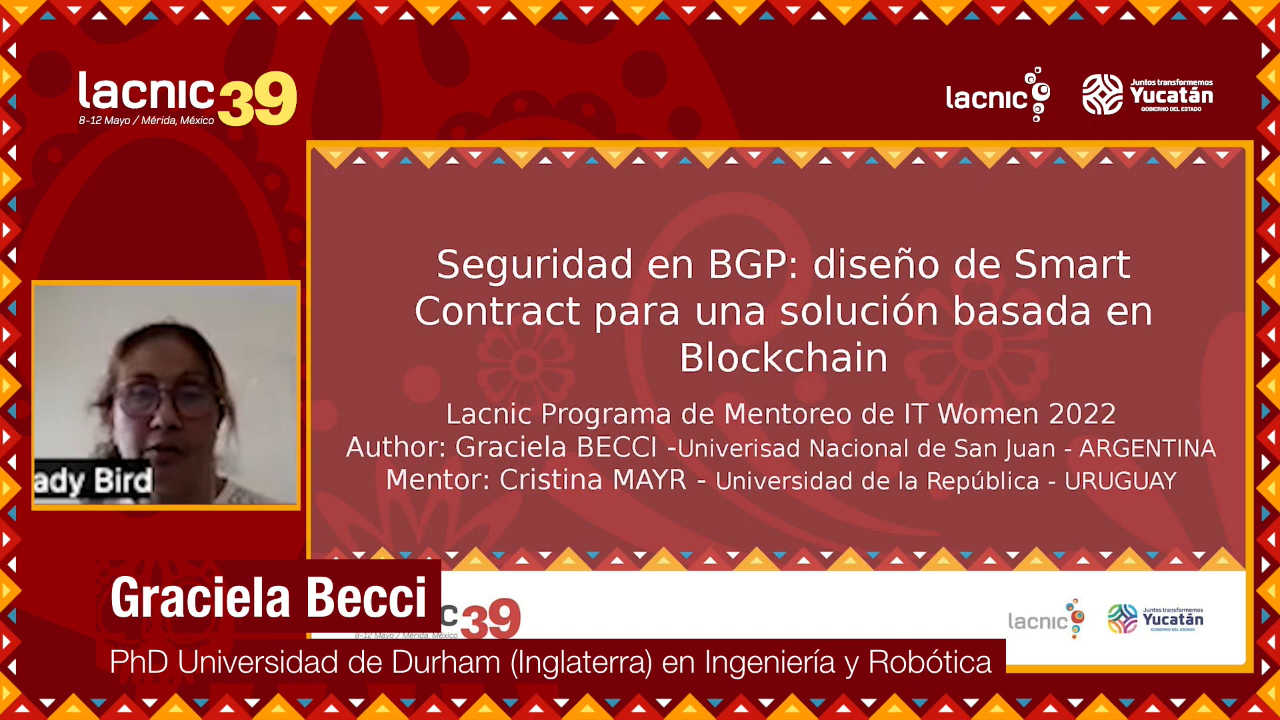 lacnic39
8-12 Mayo / Mérida, México
lacnic
Juntos transformemos
Yucatán
GOBIERNO DEL ESTADO
Seguridad en BGP: diseño de Smart
Contract para una solución basada en
Blockchain
Lacnic Programa de Mentoreo de IT Women 2022
Author: Graciela BECCI -Univerisad Nacional de San Juan - ARGENTINA
Mentor: Cristina MAYR - Universidad de la República - URUGUAY
ady Bird
Graciela Becci
PhD Universidad de Durham (Inglaterra) en Ingeniería y Robótica
c39
8-12 Mayo / Mérida, México
lacnic
Juntos transformemos
Yucatán
GOBIERNO DEL ESTADO